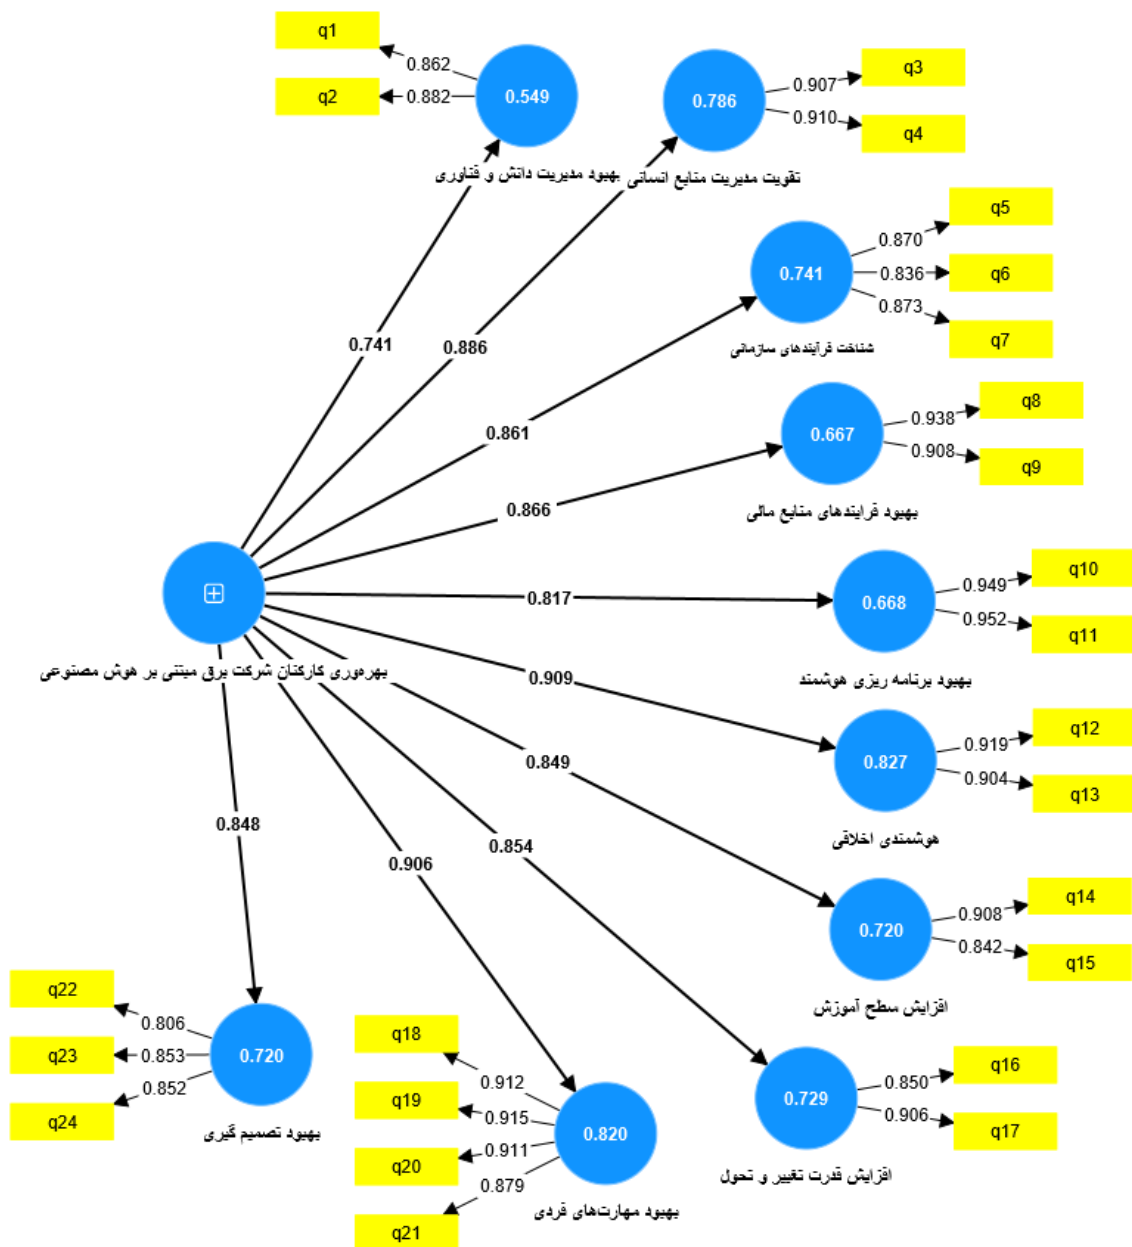 q1
0.862
q2
0.882
0.549
بهبود مدیریت دانش و فناوری
0.786
0.907
q3
0.910
q4
تقویت مدیریت منابع انسانی
0.741
0.870
q5
0.836
q6
0.873
q7
شناخت فرآیندهای سازمانی
0.667
0.938
q8
0.908
q9
بهبود فرایندهای منابع مالی
0.668
0.949
q10
0.952
q11
بهبود برنامه ریزی هوشمند
0.827
0.919
q12
0.904
q13
هوشمندی اخلاقی
0.720
0.908
q14
0.842
q15
افزایش سطح آموزش
0.729
0.850
q16
0.906
q17
افزایش قدرت تغییر و تحول
0.820
q18
0.912
q19
0.915
q20
0.911
q21
0.879
بهبود مهارت‌های فردی
0.720
q22
0.806
q23
0.853
q24
0.852
بهبود تصمیم گیری
بهره‌وری کارکنان شرکت برق مبتنی بر هوش مصنوعی
0.741
0.886
0.861
0.866
0.817
0.909
0.849
0.854
0.906
0.848